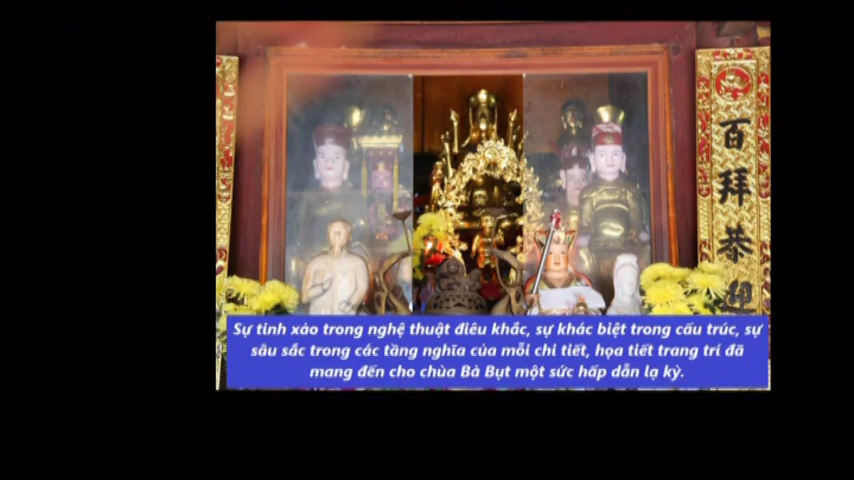 百拜恭迎
Sự tinh xảo trong nghệ thuật điêu khắc, sự khác biệt trong cấu trúc, sự
sâu sắc trong các tầng nghĩa của mỗi chi tiết, họa tiết trang trí đã
mang đến cho chùa Bà Bụt một sức hấp dẫn lạ kỳ.